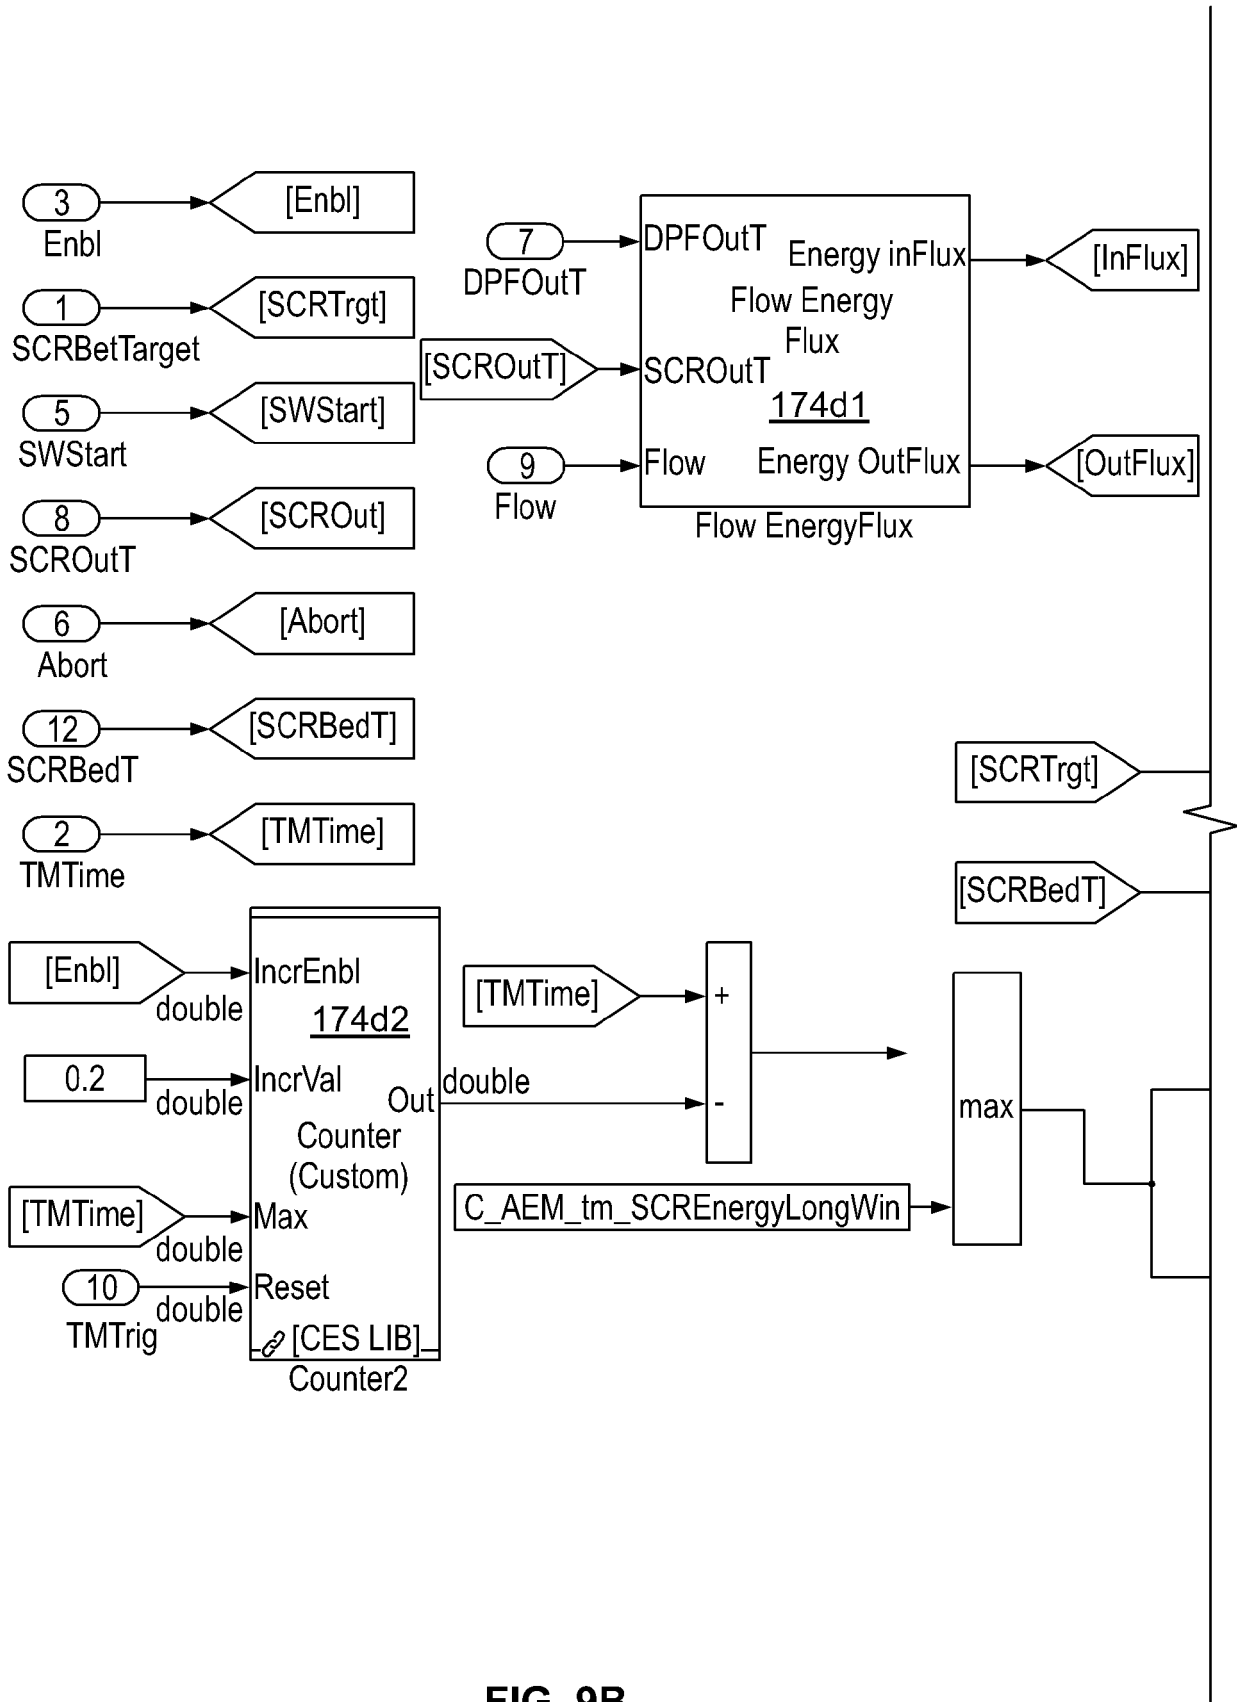 3
[Enbl]
Enbl
1
[SCRTrgt]
SCRBetTarget
5
[SWStart]
SWStart
8
[SCROut]
SCROutT
6
[Abort]
Abort
12
[SCRBedT]
SCRBedT
2
[TMTime]
TMTime
7
DPFOutT
[SCROutT]
9
Flow
DPFOutT
Energy inFlux
Flow Energy
Flux
SCROutT
174d1
Flow
Energy OutFlux
Flow EnergyFlux
[InFlux]
[OutFlux]
[SCRTrgt]
[SCRBedT]
[Enbl]
double
0.2
double
[TMTime]
double
10
double
TMTrig
IncrEnbl
174d2
IncrVal
Out
Counter
(Custom)
Max
Reset
[CES LIB]
Counter2
double
[TMTime]
+
-
C_AEM_tm_SCREnergyLongWin
max
FIG. 9B